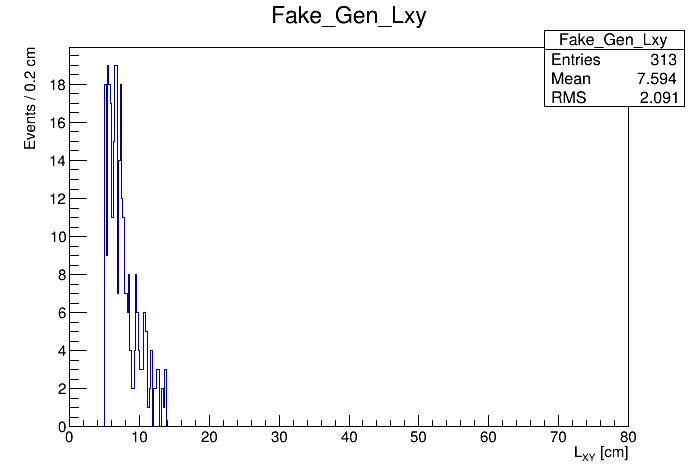 Fake_Gen_Lxy
Fake_Gen_Lxy
Entries 313
Mean 7.594
RMS 2.091
Events / 0.2 cm
18
16
14
12
10
8
6
4
2
0
0 10 20 30 40 50 60 70 80
L_XY [cm]